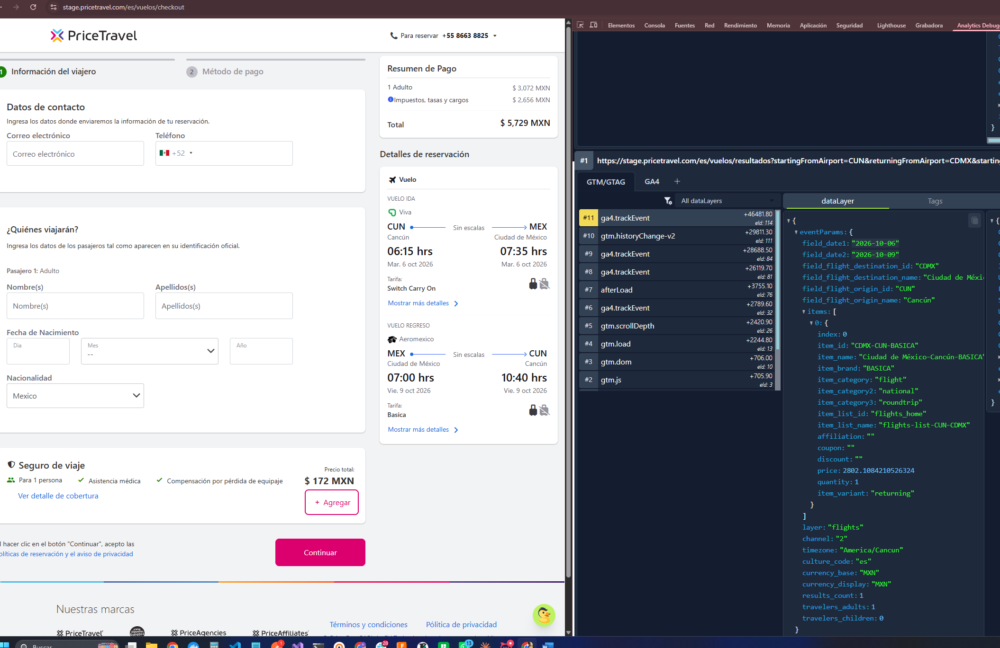 stage.pricetravel.com/es/vuelos/checkout
PriceTravel
Para reservar +55 8663 8825
1 Información del viajero
2 Método de pago
Datos de contacto
Ingresa los datos donde enviaremos la información de tu reservación.
Correo electrónico
Teléfono
Correo electrónico
+52
¿Quiénes viajarán?
Ingresa los datos de los pasajeros tal como aparecen en su identificación oficial.
Pasajero 1: Adulto
Nombre(s)
Apellidos(s)
Nombre(s)
Apellidos(s)
Fecha de Nacimiento
Dia
Mes
--
Año
Nacionalidad
Mexico
Seguro de viaje
Para 1 persona
Asistencia médica
Compensación por pérdida de equipaje
Ver detalle de cobertura
Precio total:
$ 172 MXN
+ Agregar
l hacer clic en el botón "Continuar", acepto las
olíticas de reservación y el aviso de privacidad
Continuar
Resumen de Pago
1 Adulto $ 3,072 MXN
Impuestos, tasas y cargos $ 2,656 MXN
Total $ 5,729 MXN
Detalles de reservación
Vuelo
VUELO IDA
Viva
CUN Sin escalas MEX
Cancún Ciudad de México
06:15 hrs 07:35 hrs
Mar. 6 oct 2026 Mar. 6 oct 2026
Tarifa:
Switch Carry On
Mostrar más detalles
VUELO REGRESO
Aeromexico
MEX Sin escalas CUN
Ciudad de México Cancún
07:00 hrs 10:40 hrs
Vie. 9 oct 2026 Vie. 9 oct 2026
Tarifa:
Basica
Mostrar más detalles
Nuestras marcas
Términos y condiciones
Pólitica de privacidad
PriceTravel
www.tiquetesbaratos
PriceAgencies
PriceAffiliates
Buscar
1
28
13
Elementos Consola Fuentes Red Rendimiento Memoria Aplicación Seguridad Lighthouse Grabadora Analytics Debugg
}
#1 https://stage.pricetravel.com/es/vuelos/resultados?startingFromAirport=CUN&returningFromAirport=CDMX&starting
GTM/GTAG GA4 +
All dataLayers
#11 ga4.trackEvent +46481.80 eId: 114
#10 gtm.historyChange-v2 +29811.30 eId: 111
#9 ga4.trackEvent +28688.50 eId: 84
#8 ga4.trackEvent +26119.70 eId: 81
#7 afterLoad +3755.10 eId: 76
#6 ga4.trackEvent +2789.60 eId: 32
#5 gtm.scrollDepth +2420.90 eId: 26
#4 gtm.load +2244.80 eId: 13
#3 gtm.dom +706.00 eId: 10
#2 gtm.js +705.90 eId: 3
dataLayer Tags
{
eventParams: {
field_date1: "2026-10-06"
field_date2: "2026-10-09"
field_flight_destination_id: "CDMX"
field_flight_destination_name: "Ciudad de Méxi
field_flight_origin_id: "CUN"
field_flight_origin_name: "Cancún"
items: [
0: {
index: 0
item_id: "CDMX-CUN-BASICA"
item_name: "Ciudad de México-Cancún-BASICA"
item_brand: "BASICA"
item_category: "flight"
item_category2: "national"
item_category3: "roundtrip"
item_list_id: "flights_home"
item_list_name: "flights-list-CUN-CDMX"
affiliation: ""
coupon: ""
discount: ""
price: 2802.1084210526324
quantity: 1
item_variant: "returning"
}
]
layer: "flights"
channel: "2"
timezone: "America/Cancun"
culture_code: "es"
currency_base: "MXN"
currency_display: "MXN"
results_count: 1
travelers_adults: 1
travelers_children: 0
}
{
}